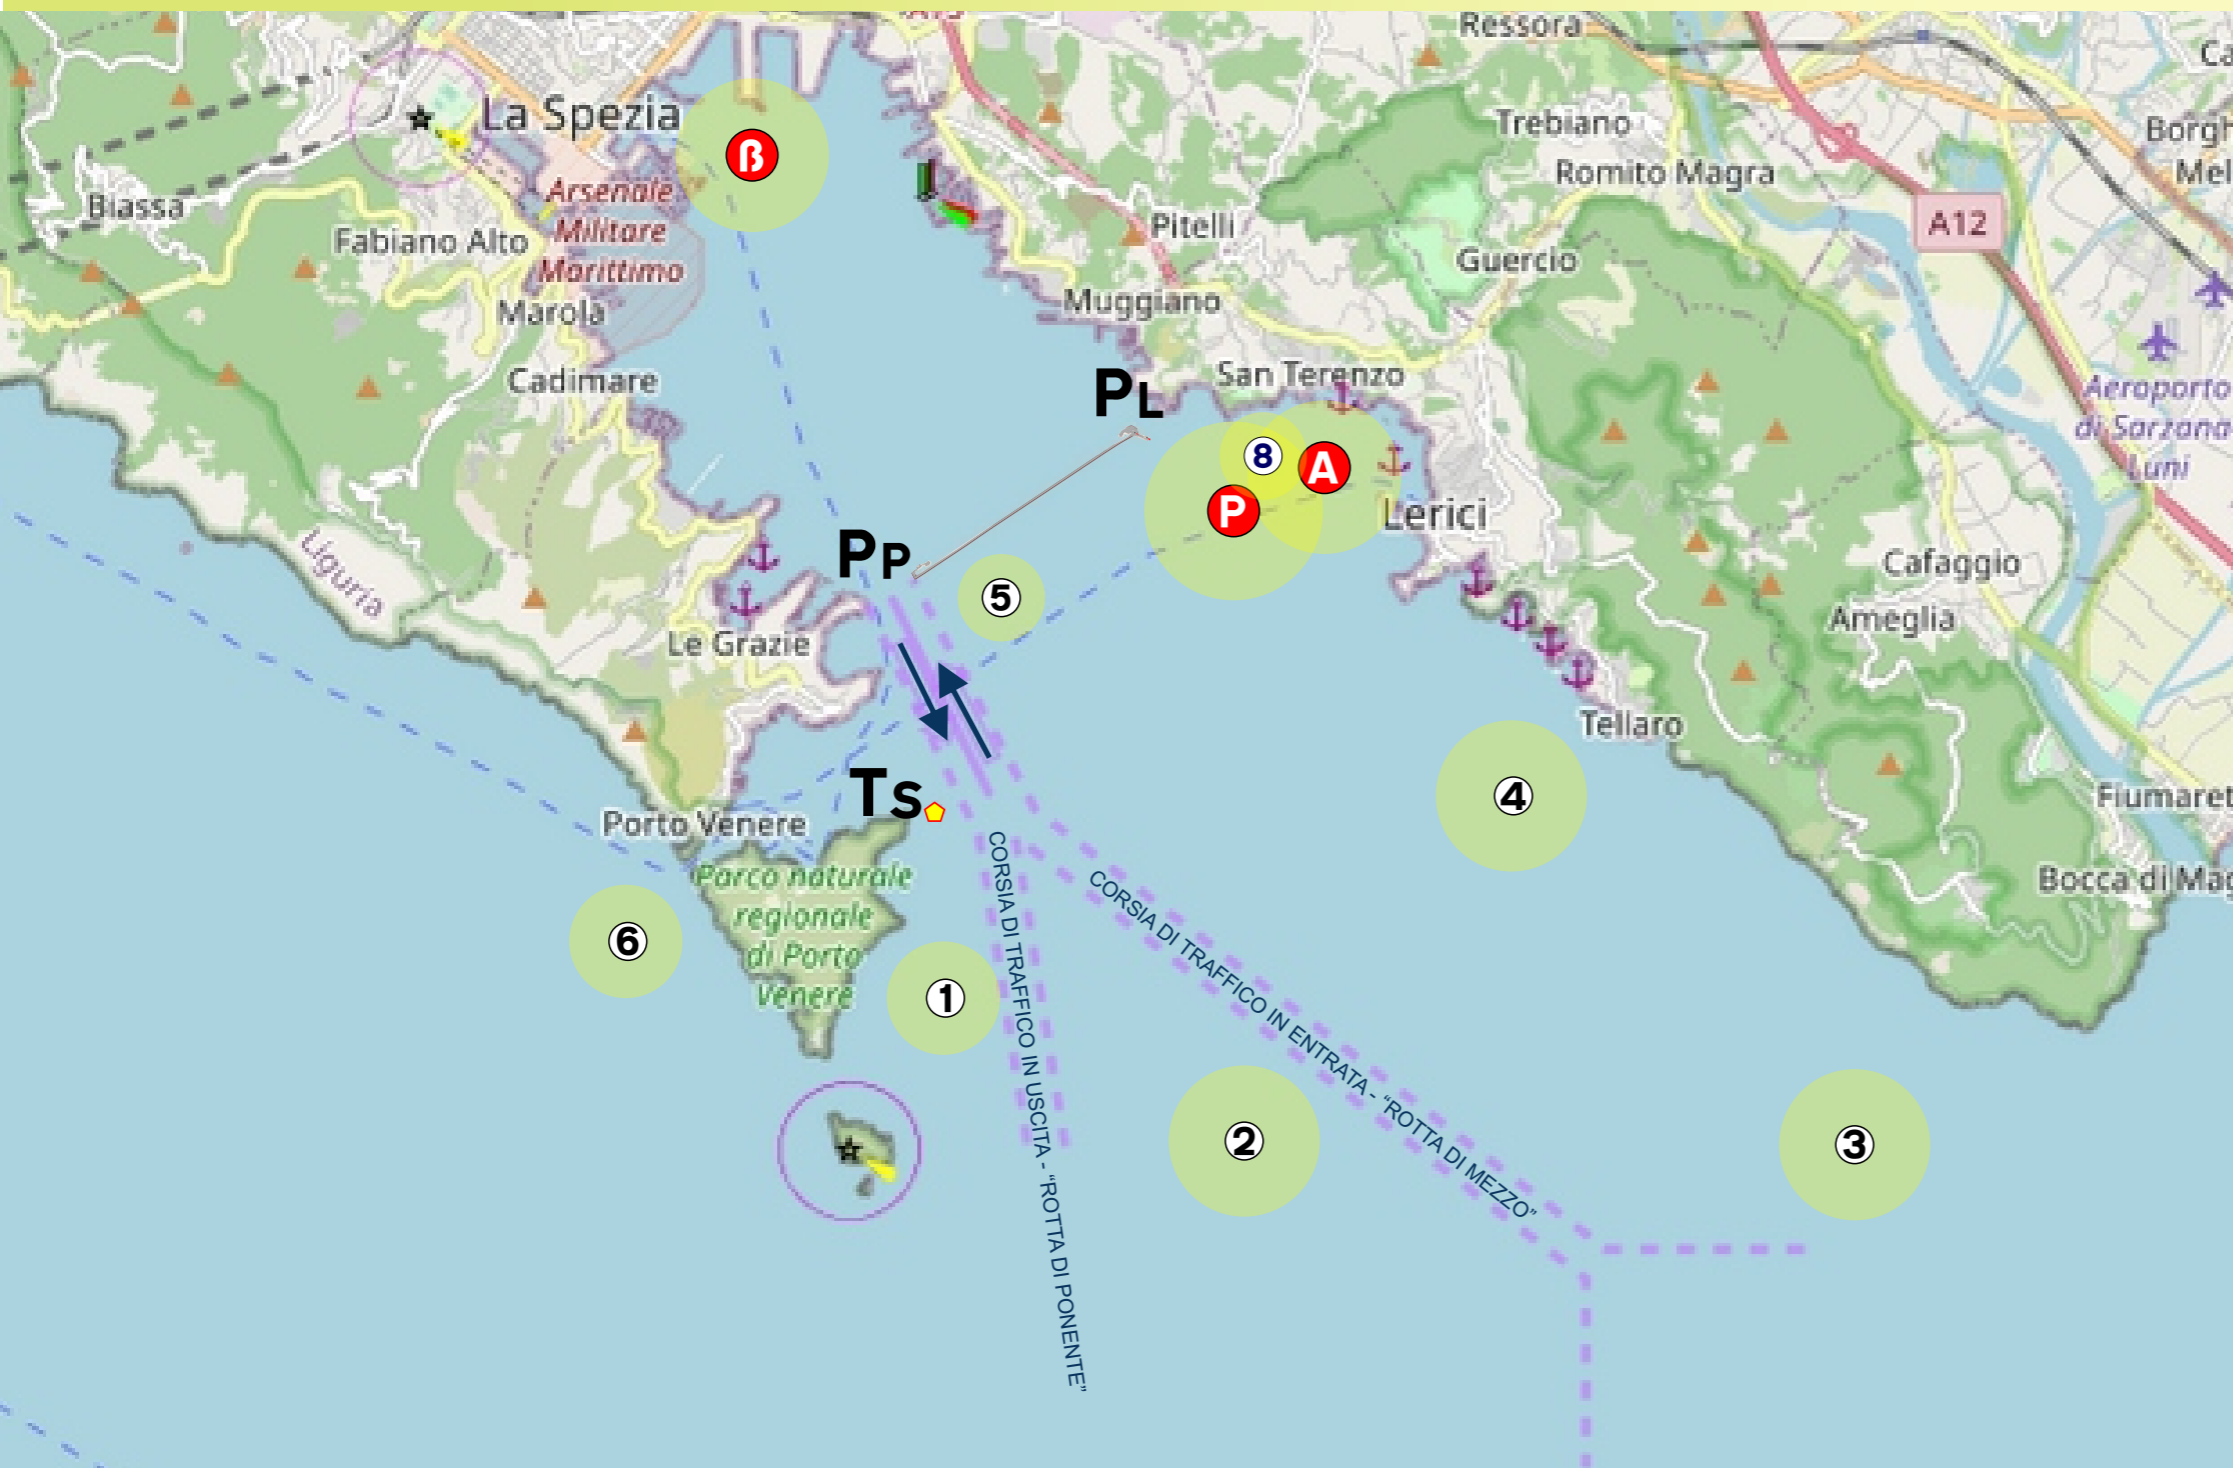 Ressora
La Spezia
ß
Trebiano
Borgh
Romito Magra
Mel
Biassa
Arsenale
Militare
Marittimo
Fabiano Alto
Pitelli
A12
Guercio
Marola
Muggiano
Cadimare
PL
San Terenzo
Aeroporto
di Sarzana-
Luni
8
A
P
Lerici
Liguria
PP
5
Cafaggio
Ameglia
Le Grazie
Tellaro
Ts
4
Fiumaret
Porto Venere
Parco naturale
regionale
di Porto
Venere
Bocca di Mag
6
1
CORSIA DI TRAFFICO IN USCITA - "ROTTA DI PONENTE"
CORSIA DI TRAFFICO IN ENTRATA - "ROTTA DI MEZZO"
2
3